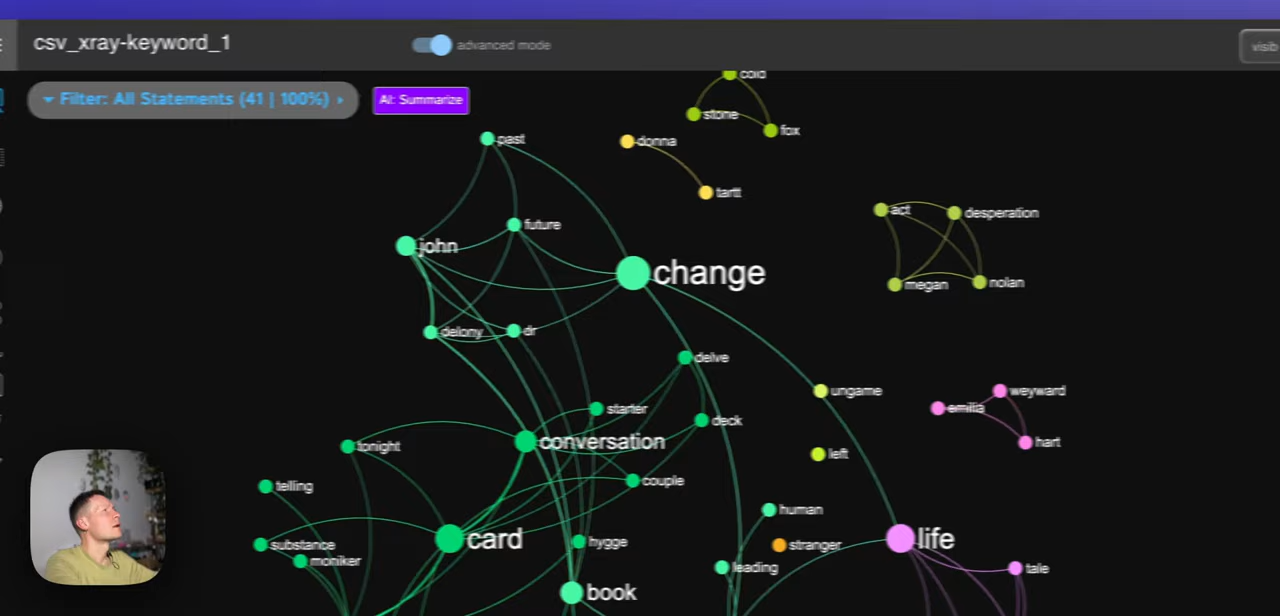 csv_xray-keyword_1
advanced mode
visib
Filter: All Statements (41 | 100%)
AI: Summarize
cold
stone
fox
past
donna
tartt
act
desperation
future
john
change
megan
nolan
delony
dr
delve
ungame
weyward
emilia
starter
deck
conversation
hart
tonight
left
couple
telling
human
card
life
substance
hygge
stranger
moniker
leading
tale
book